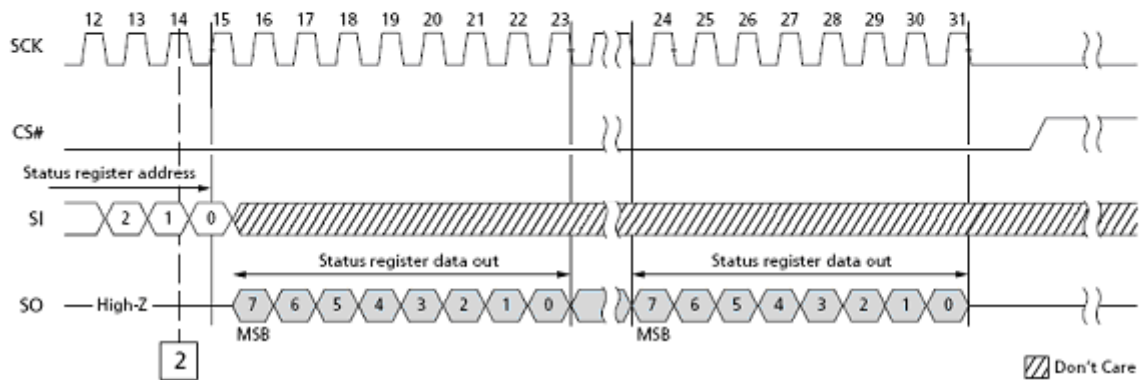 12 13 14 15 16 17 18 19 20 21 22 23 24 25 26 27 28 29 30 31
SCK
CS#
Status register address
SI 2 1 0
Status register data out Status register data out
SO High-Z 7 6 5 4 3 2 1 0 7 6 5 4 3 2 1 0
MSB MSB
2
Don't Care